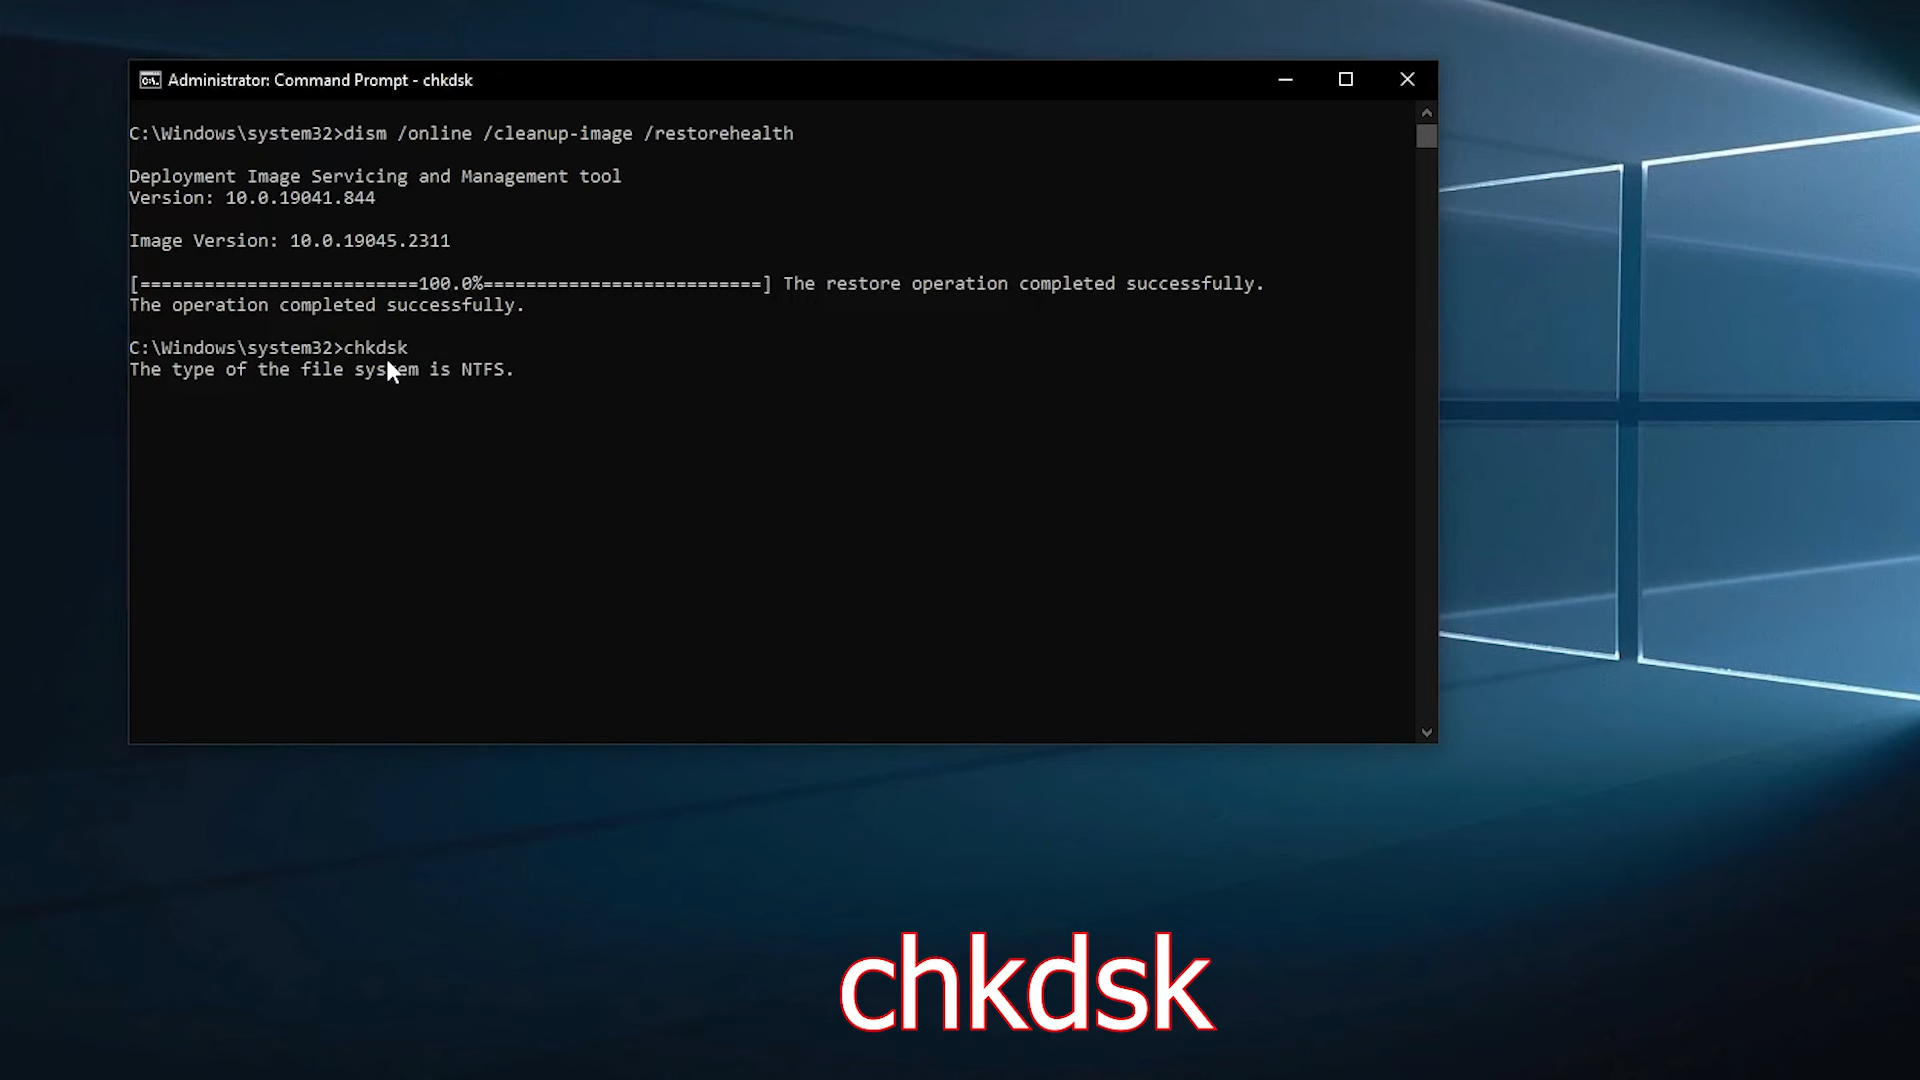 Administrator: Command Prompt - chkdsk
C:\Windows\system32>dism /online /cleanup-image /restorehealth
Deployment Image Servicing and Management tool
Version: 10.0.19041.844
Image Version: 10.0.19045.2311
[==========================100.0%==========================] The restore operation completed successfully.
The operation completed successfully.
C:\Windows\system32>chkdsk
The type of the file system is NTFS.
chkdsk